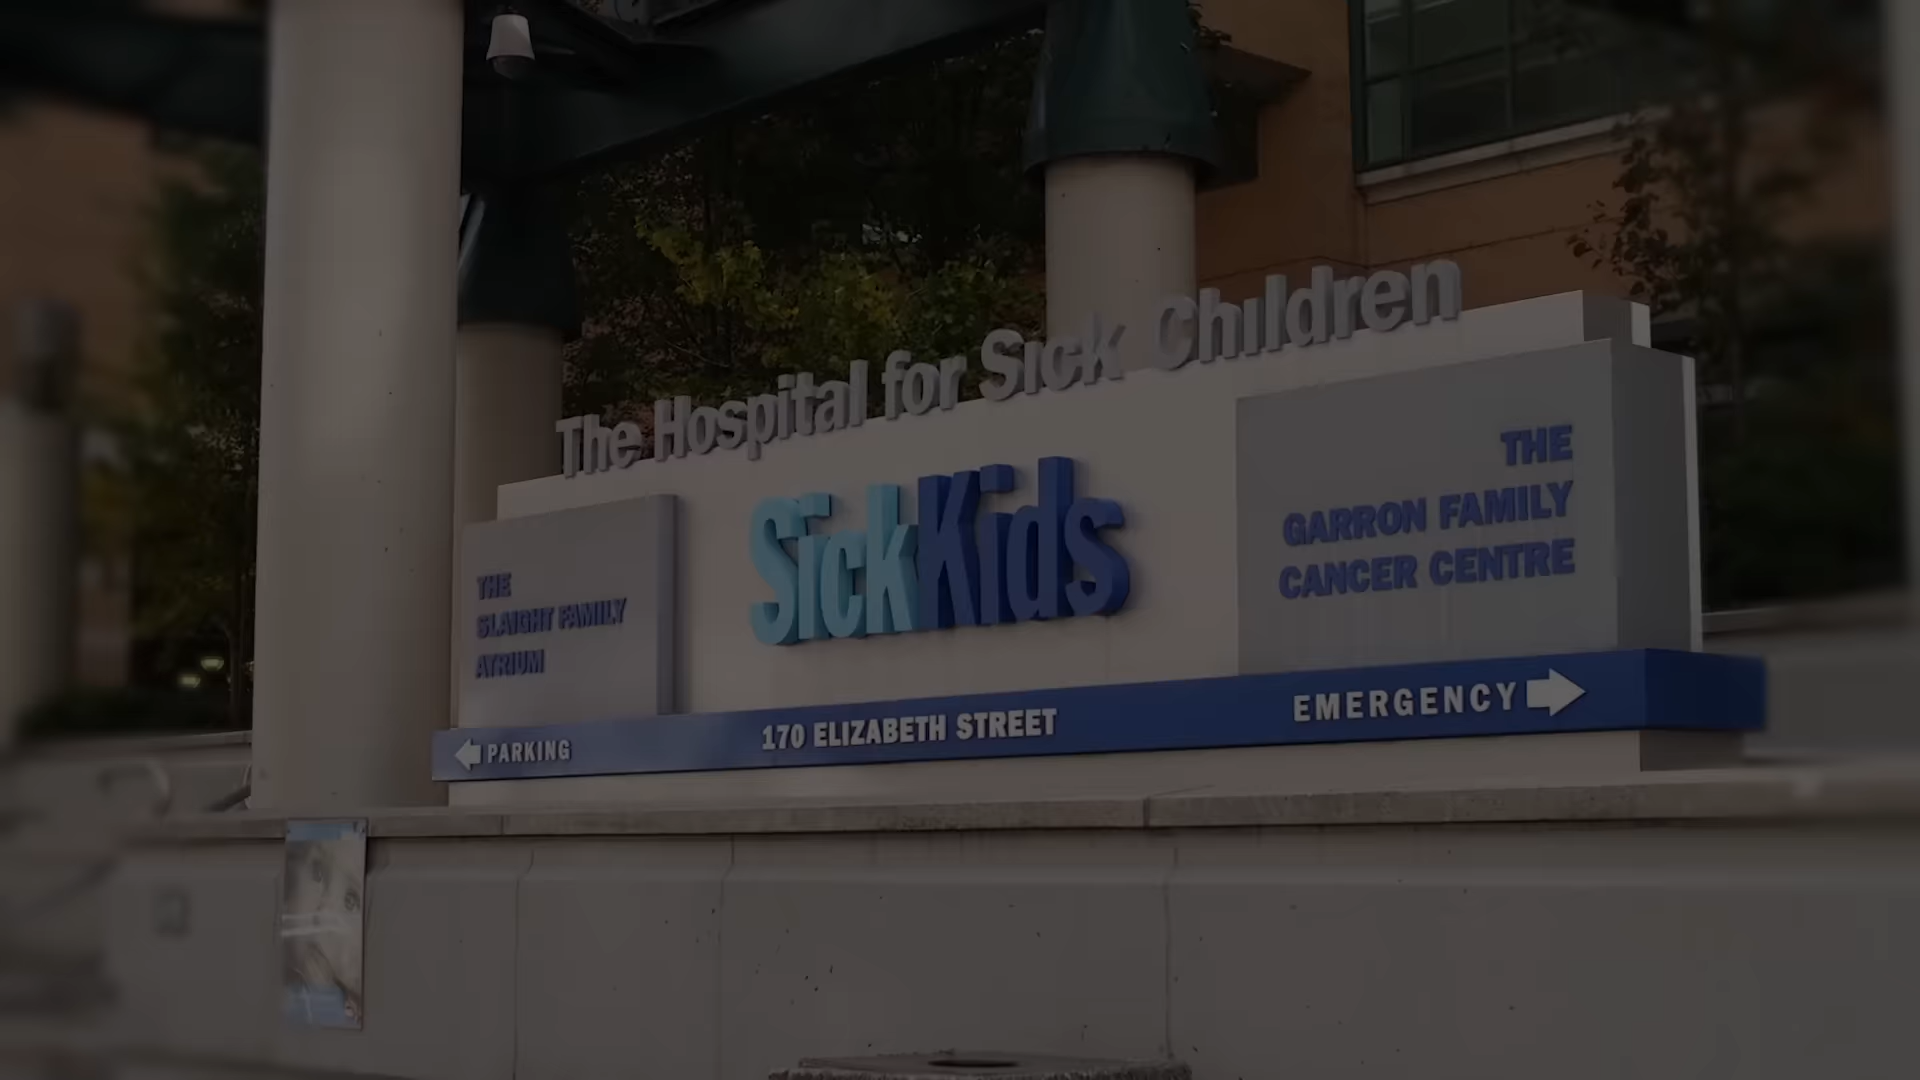 The Hospital for Sick Children
SickKids
THE
SLAIGHT FAMILY
ATRIUM
THE
GARRON FAMILY
CANCER CENTRE
PARKING
170 ELIZABETH STREET
EMERGENCY